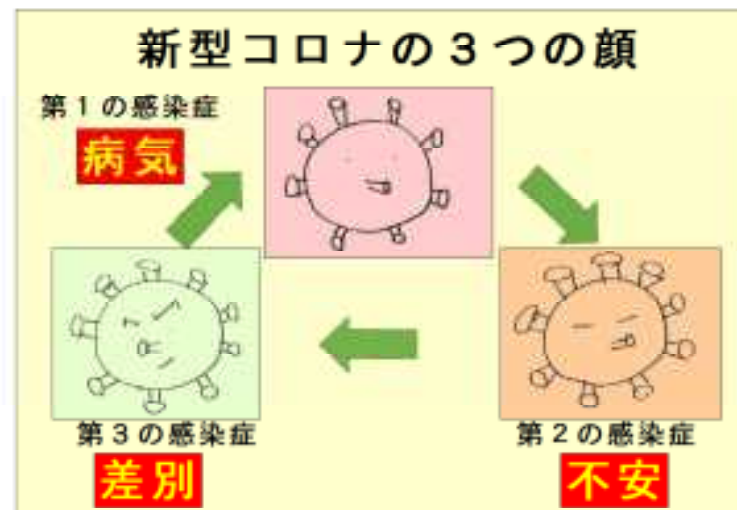 新型コロナの３つの顔
第１の感染症
病気
第２の感染症
不安
第３の感染症
差別